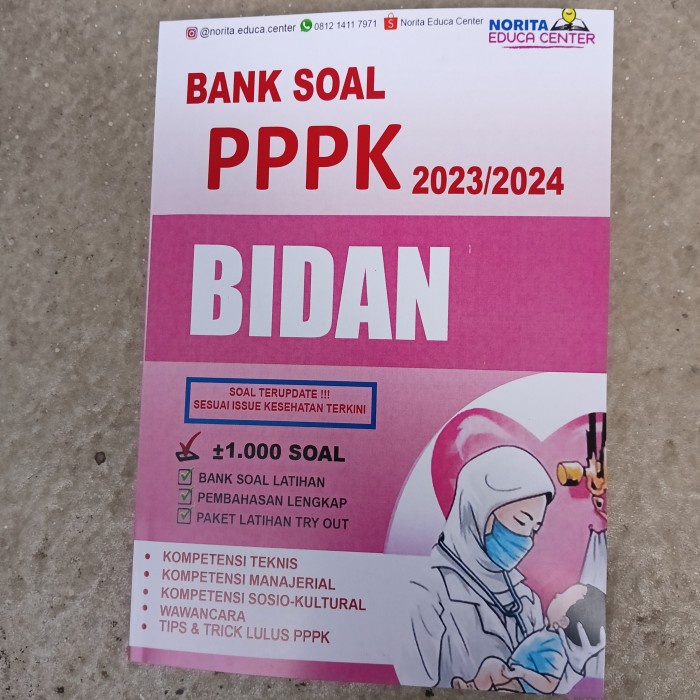 @norita.educa.center 0812 1411 7971 Norita Educa Center
NORITA
EDUCA CENTER
BANK SOAL
PPPK 2023/2024
BIDAN
SOAL TERUPDATE !!!
SESUAI ISSUE KESEHATAN TERKINI
±1.000 SOAL
BANK SOAL LATIHAN
PEMBAHASAN LENGKAP
PAKET LATIHAN TRY OUT
• KOMPETENSI TEKNIS
• KOMPETENSI MANAJERIAL
• KOMPETENSI SOSIO-KULTURAL
• WAWANCARA
• TIPS & TRICK LULUS PPPK